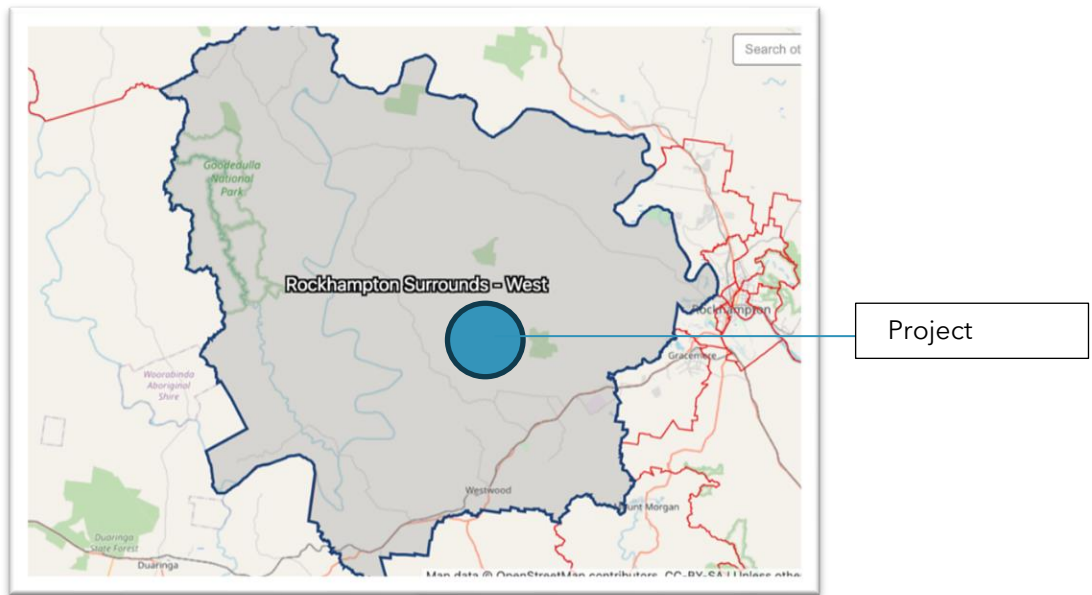 Search ot
Goodedulla
National
Park
Rockhampton Surrounds - West
Rockhampton
Project
Gracemere
Woorabinda
Aboriginal
Shire
Westwood
unt Morgan
Duaringa
State Forest
Duaringa
Map data © OpenStreetMap contributors, CC-BY-SA | Unless othe